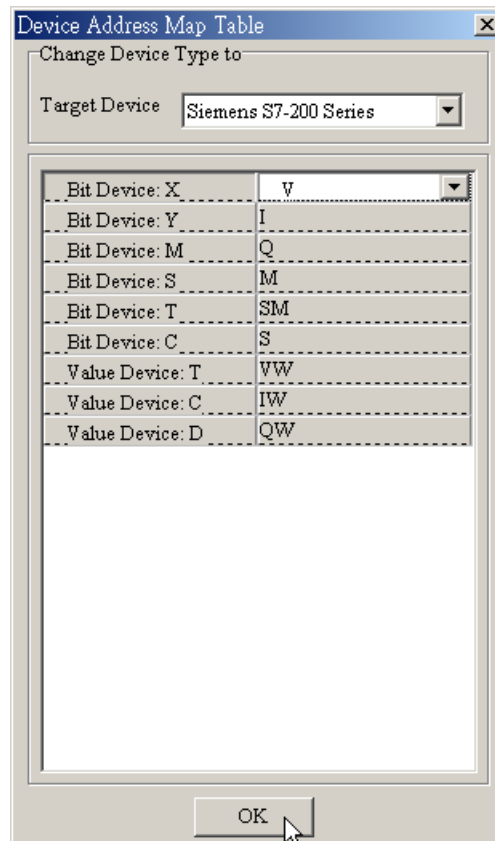 Device Address Map Table
Change Device Type to
Target Device Siemens S7-200 Series
Bit Device: X V
Bit Device: Y I
Bit Device: M Q
Bit Device: S M
Bit Device: T SM
Bit Device: C S
Value Device: T VW
Value Device: C IW
Value Device: D QW
OK